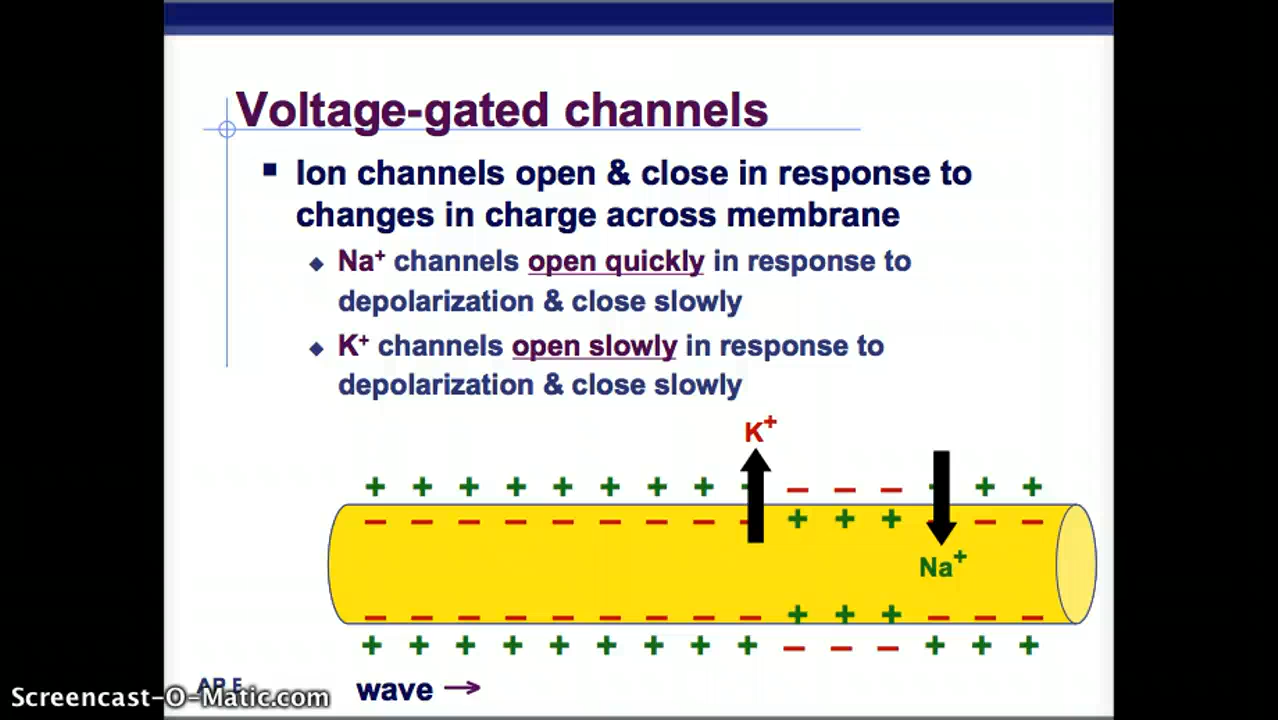 Voltage-gated channels
Ion channels open & close in response to
changes in charge across membrane
Na⁺ channels open quickly in response to
depolarization & close slowly
K⁺ channels open slowly in response to
depolarization & close slowly
K⁺
+ + + + + + + + + − − − + + +
− − − − − − − − − + + + − − −
Na⁺
− − − − − − − − − + + + − − −
+ + + + + + + + + − − − + + +
wave →
Screencast-O-Matic.com